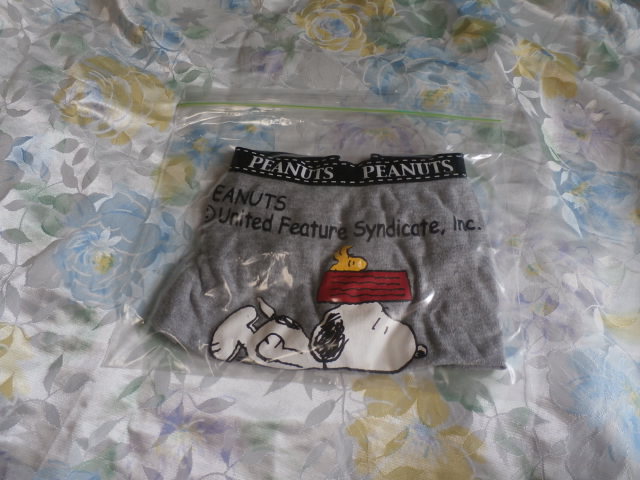 PEANUTS PEANUTS
EANUTS
©United Feature Syndicate, Inc.